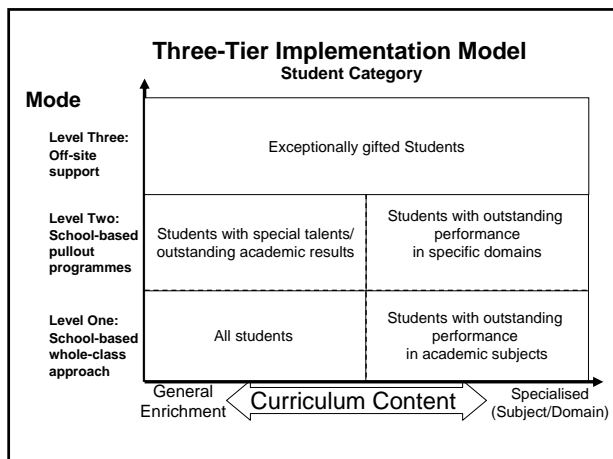 Three-Tier Implementation Model
Student Category
Mode
Level Three:
Off-site
support
Exceptionally gifted Students
Level Two:
School-based
pullout
programmes
Students with special talents/
outstanding academic results
Students with outstanding
performance
in specific domains
Level One:
School-based
whole-class
approach
All students
Students with outstanding
performance
in academic subjects
General
Enrichment
Curriculum Content
Specialised
(Subject/Domain)